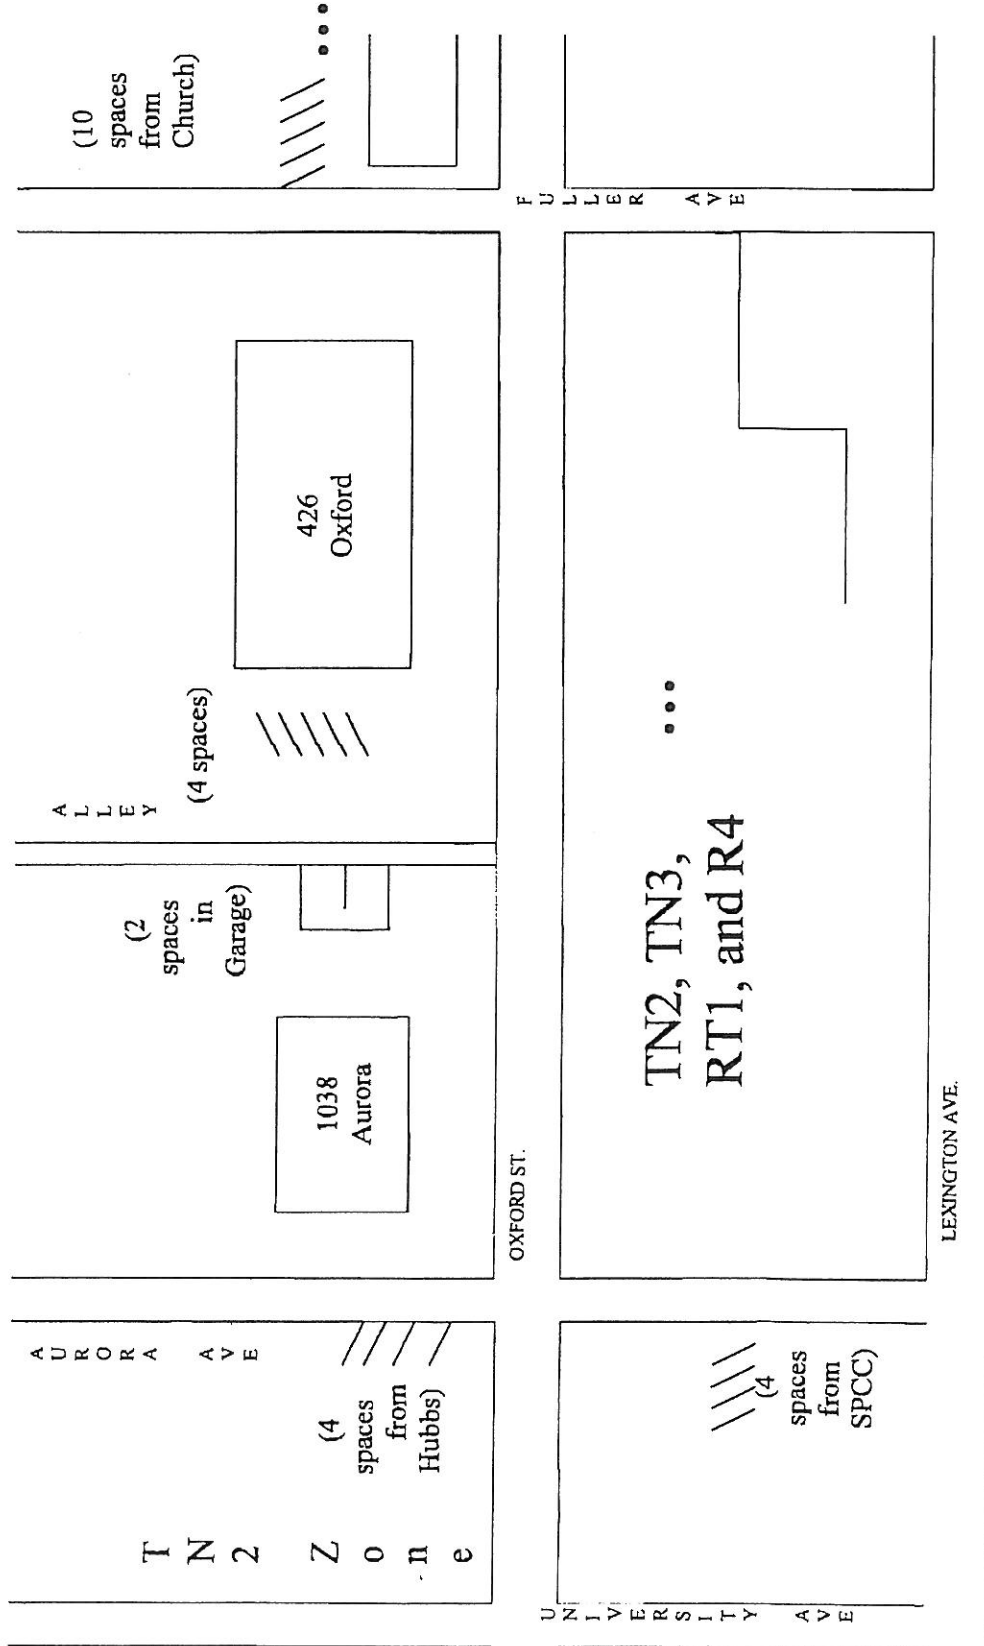 (10
spaces
from
Church)
FULLER AVE
426
Oxford
(4 spaces)
ALLEY
(2
spaces
in
Garage)
1038
Aurora
OXFORD ST.
TN2, TN3,
RT1, and R4
LEXINGTON AVE.
AURORA AVE
(4
spaces
from
Hubbs)
(4
spaces
from
SPCC)
TN2 Zone
UNIVERSITY AVE